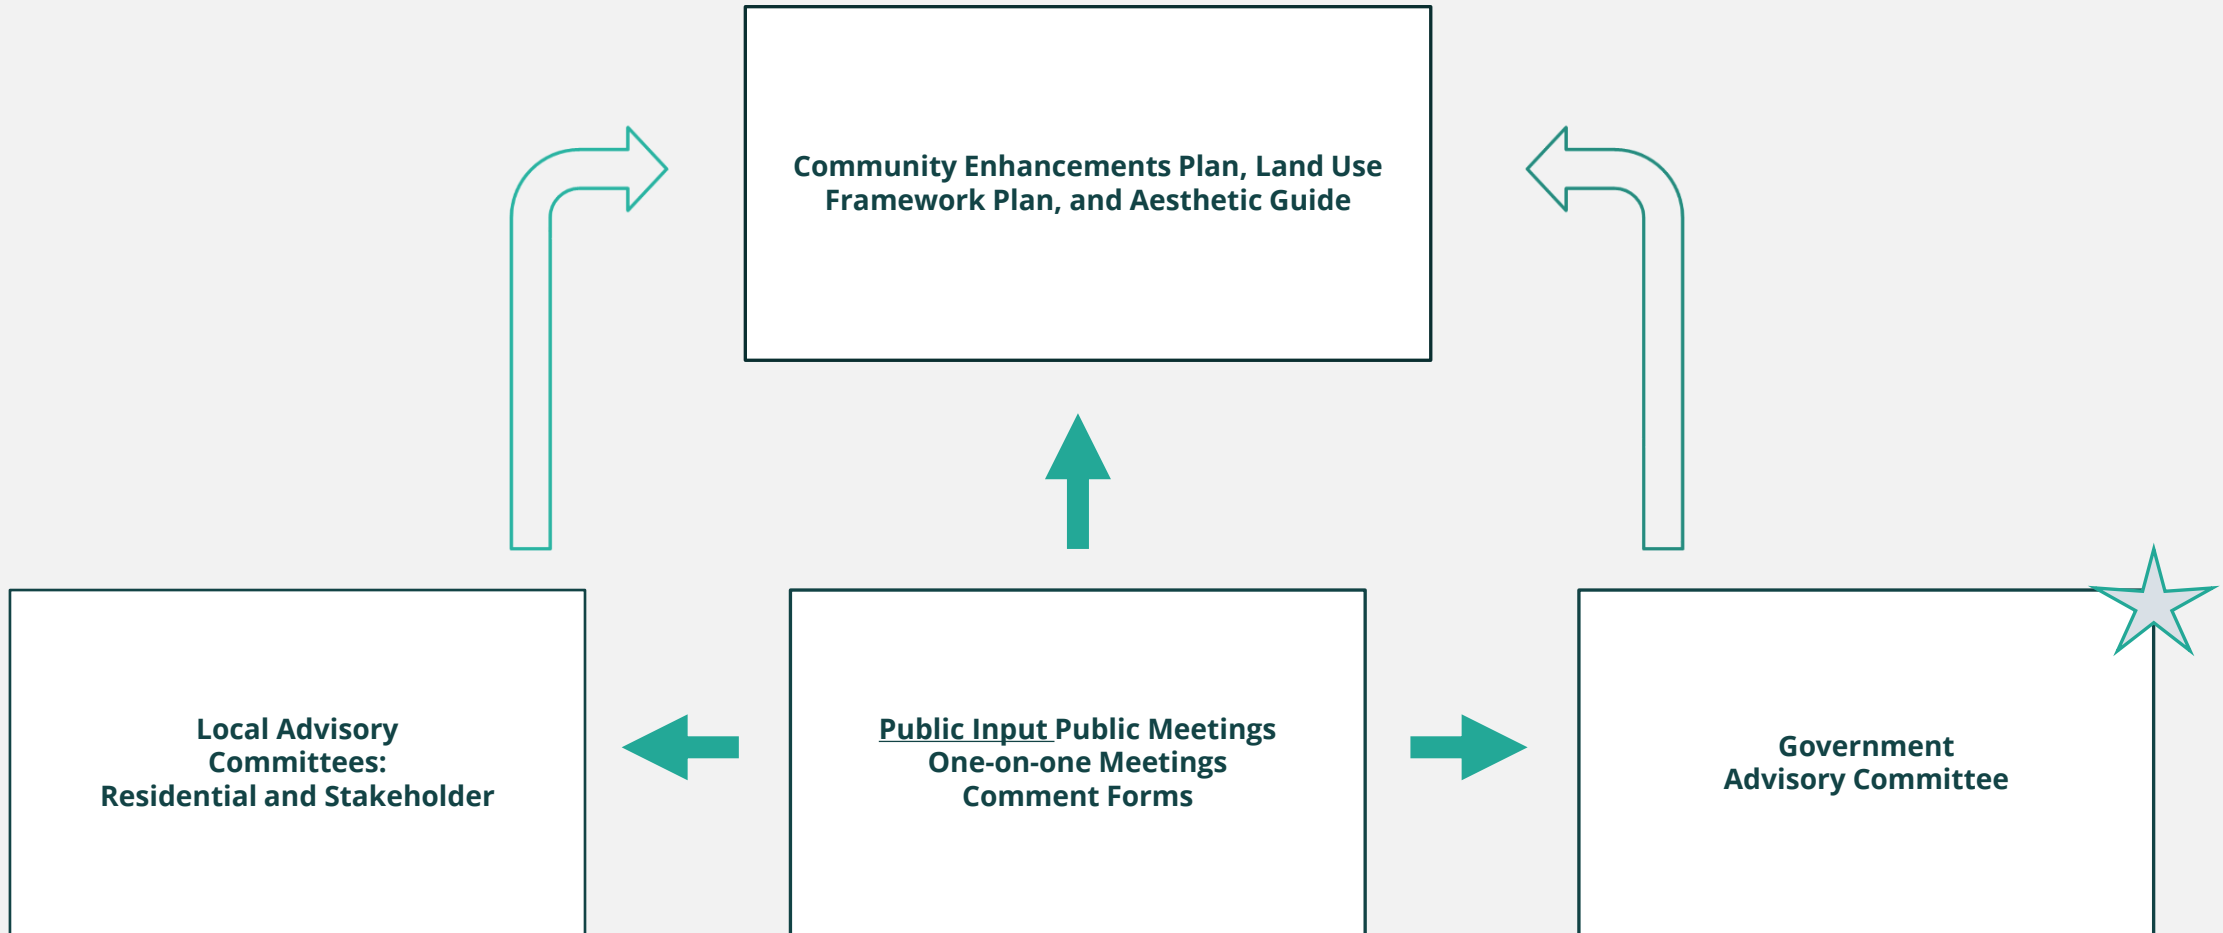 Community Enhancements Plan, Land Use
Framework Plan, and Aesthetic Guide
Local Advisory
Committees:
Residential and Stakeholder
Public Input Public Meetings
One-on-one Meetings
Comment Forms
Government
Advisory Committee